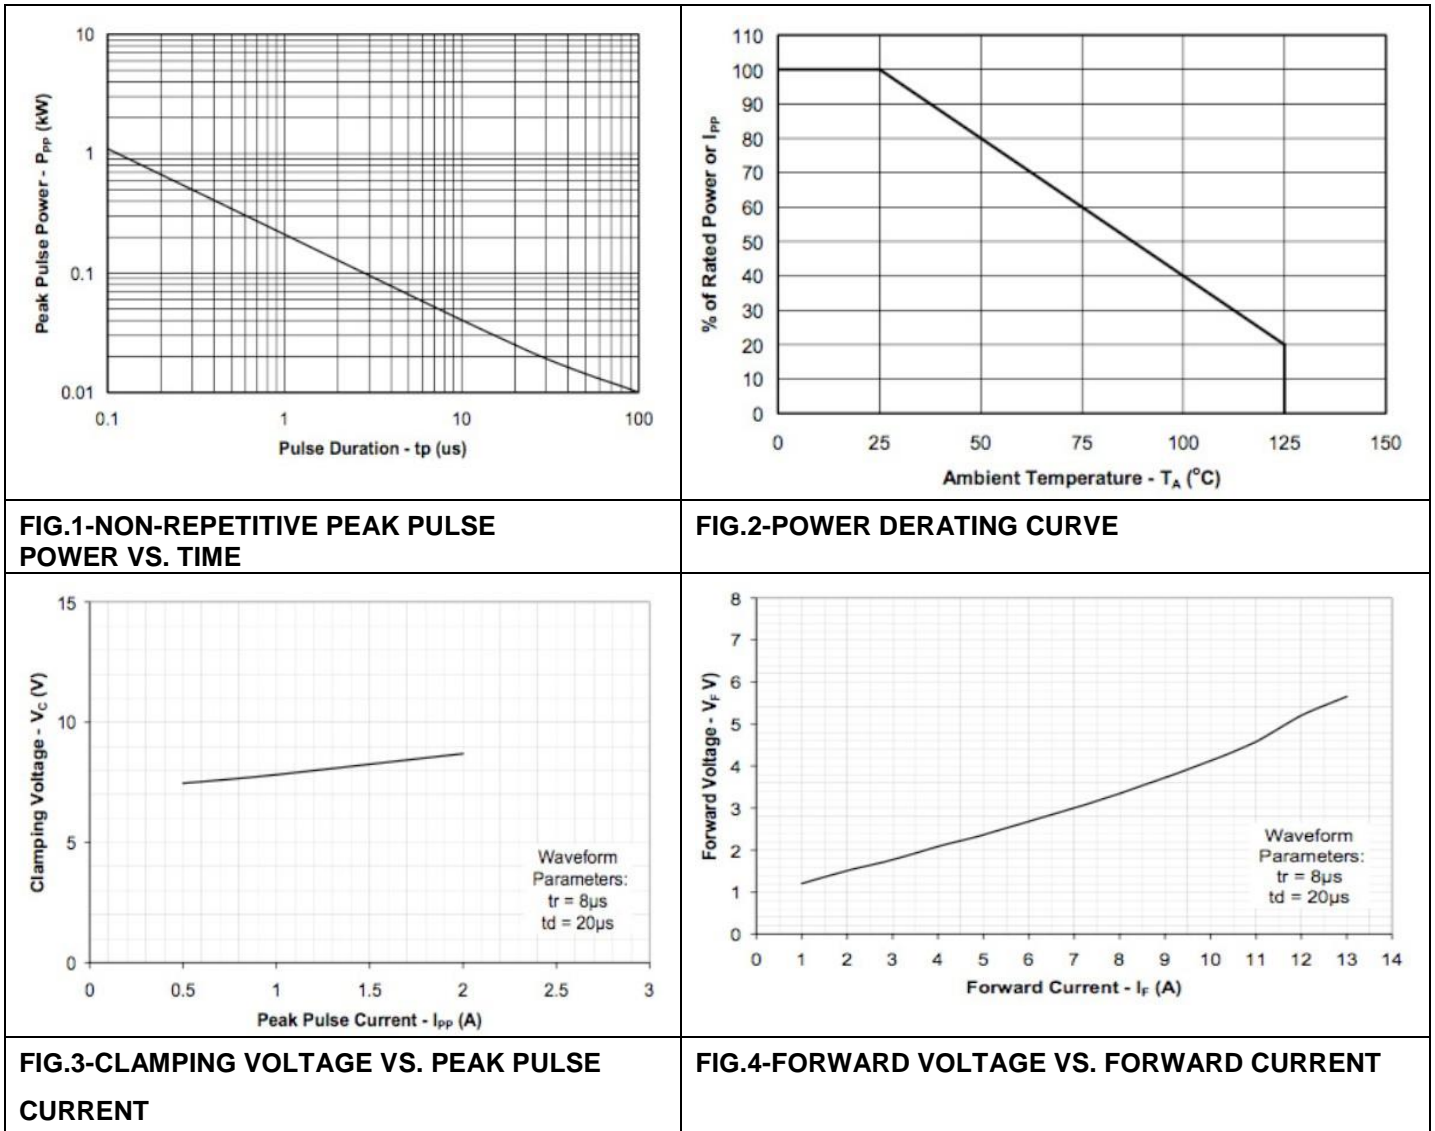 10
1
0.1
0.01
Peak Pulse Power - PPP (kW)
0.1 1 10 100
Pulse Duration - tp (us)
FIG.1-NON-REPETITIVE PEAK PULSE
POWER VS. TIME
110
100
90
80
70
60
50
40
30
20
10
0
% of Rated Power or IPP
0 25 50 75 100 125 150
Ambient Temperature - TA (°C)
FIG.2-POWER DERATING CURVE
15
10
5
0
Clamping Voltage - VC (V)
Waveform
Parameters:
tr = 8µs
td = 20µs
0 0.5 1 1.5 2 2.5 3
Peak Pulse Current - IPP (A)
FIG.3-CLAMPING VOLTAGE VS. PEAK PULSE
CURRENT
8
7
6
5
4
3
2
1
0
Forward Voltage - VF V)
Waveform
Parameters:
tr = 8µs
td = 20µs
0 1 2 3 4 5 6 7 8 9 10 11 12 13 14
Forward Current - IF (A)
FIG.4-FORWARD VOLTAGE VS. FORWARD CURRENT